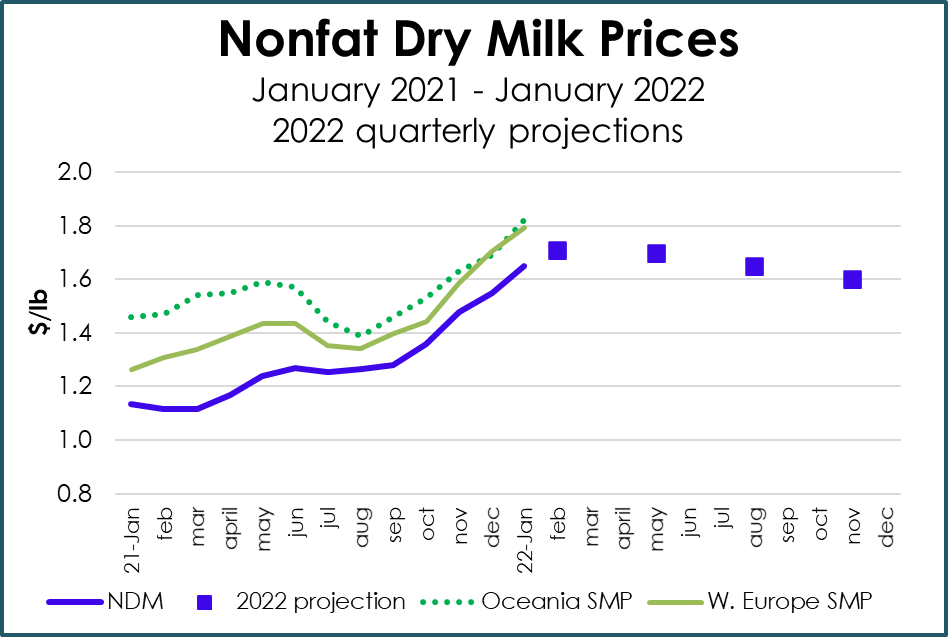 Nonfat Dry Milk Prices
January 2021 - January 2022
2022 quarterly projections
$/lb
2.0
1.8
1.6
1.4
1.2
1.0
0.8
21-Jan
feb
mar
april
may
jun
jul
aug
sep
oct
nov
dec
22-Jan
feb
mar
april
may
jun
jul
aug
sep
oct
nov
dec
NDM 2022 projection Oceania SMP W. Europe SMP